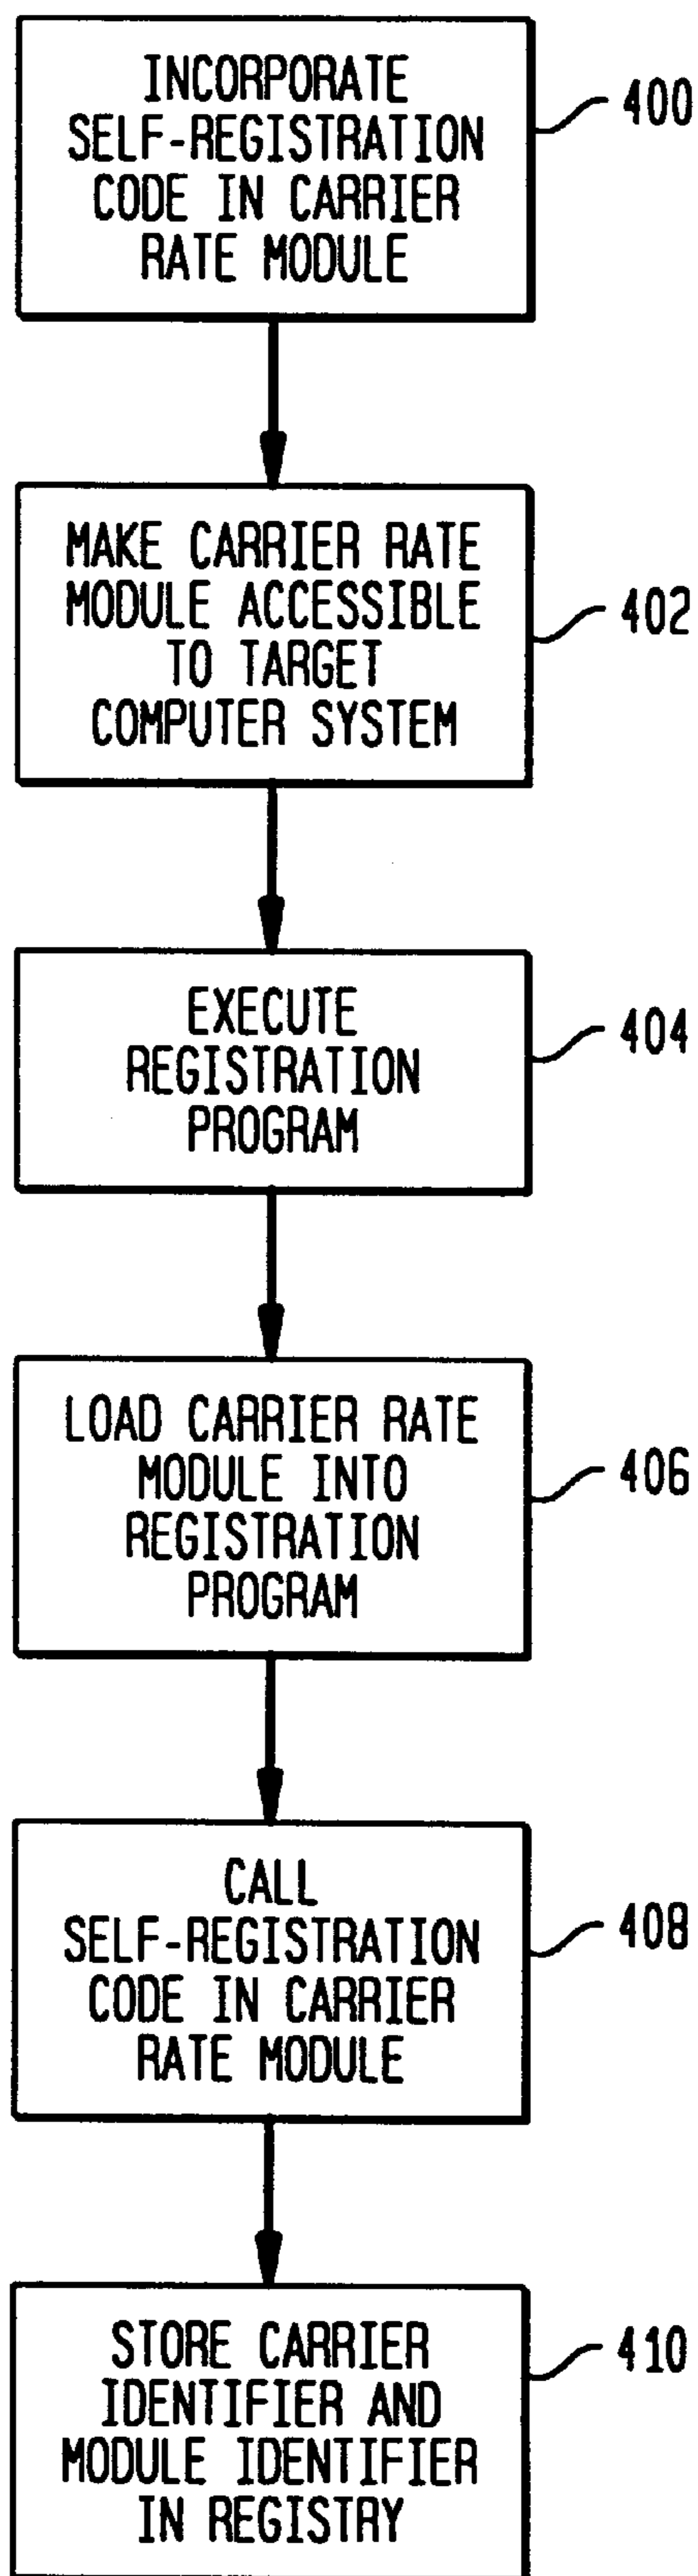 INCORPORATE
SELF-REGISTRATION
CODE IN CARRIER
RATE MODULE
400
MAKE CARRIER RATE
MODULE ACCESSIBLE
TO TARGET
COMPUTER SYSTEM
402
EXECUTE
REGISTRATION
PROGRAM
404
LOAD CARRIER RATE
MODULE INTO
REGISTRATION
PROGRAM
406
CALL
SELF-REGISTRATION
CODE IN CARRIER
RATE MODULE
408
STORE CARRIER
IDENTIFIER AND
MODULE IDENTIFIER
IN REGISTRY
410